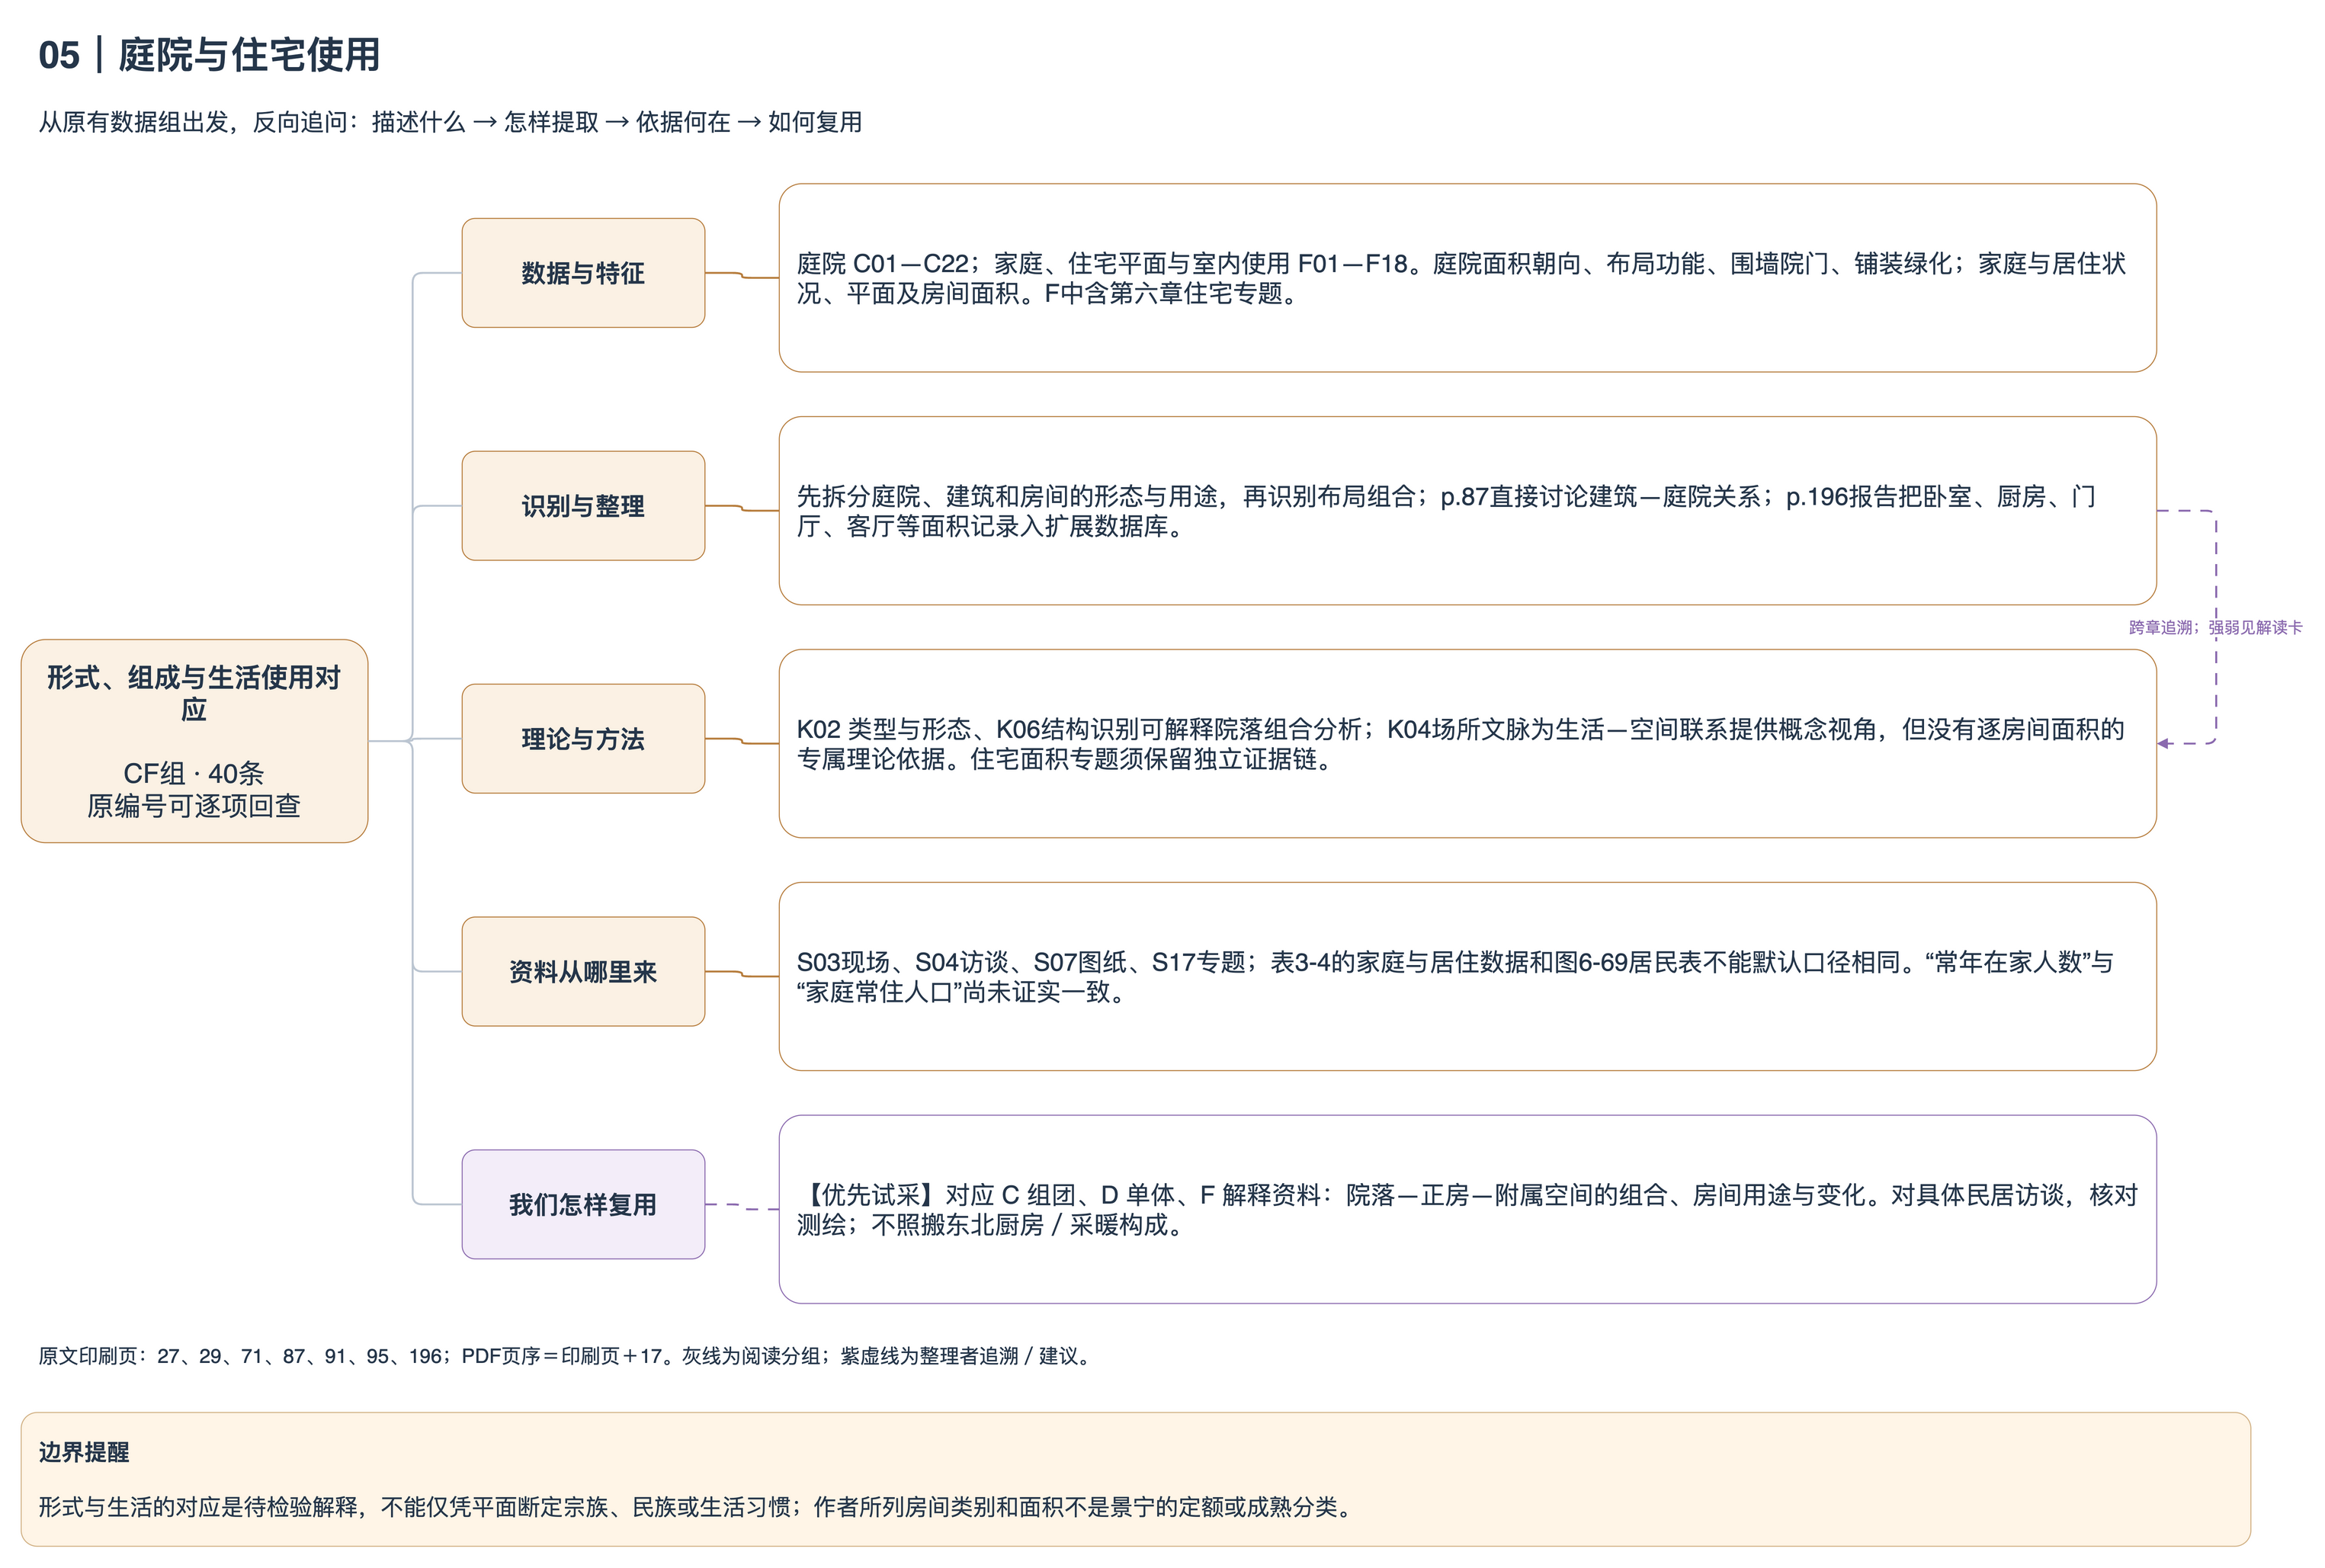 05｜庭院与住宅使用
从原有数据组出发，反向追问：描述什么 → 怎样提取 → 依据何在 → 如何复用
数据与特征
庭院 C01—C22；家庭、住宅平面与室内使用 F01—F18。庭院面积朝向、布局功能、围墙院门、铺装绿化；家庭与居住状
况、平面及房间面积。F中含第六章住宅专题。
识别与整理
先拆分庭院、建筑和房间的形态与用途，再识别布局组合；p.87直接讨论建筑—庭院关系；p.196报告把卧室、厨房、门
厅、客厅等面积记录入扩展数据库。
跨章追溯；强弱见解读卡
形式、组成与生活使用对
应
CF组 · 40条
原编号可逐项回查
理论与方法
K02 类型与形态、K06结构识别可解释院落组合分析；K04场所文脉为生活—空间联系提供概念视角，但没有逐房间面积的
专属理论依据。住宅面积专题须保留独立证据链。
资料从哪里来
S03现场、S04访谈、S07图纸、S17专题；表3-4的家庭与居住数据和图6-69居民表不能默认口径相同。“常年在家人数”与
“家庭常住人口”尚未证实一致。
我们怎样复用
【优先试采】对应 C 组团、D 单体、F 解释资料：院落—正房—附属空间的组合、房间用途与变化。对具体民居访谈，核对
测绘；不照搬东北厨房 / 采暖构成。
原文印刷页：27、29、71、87、91、95、196；PDF页序＝印刷页＋17。灰线为阅读分组；紫虚线为整理者追溯 / 建议。
边界提醒
形式与生活的对应是待检验解释，不能仅凭平面断定宗族、民族或生活习惯；作者所列房间类别和面积不是景宁的定额或成熟分类。